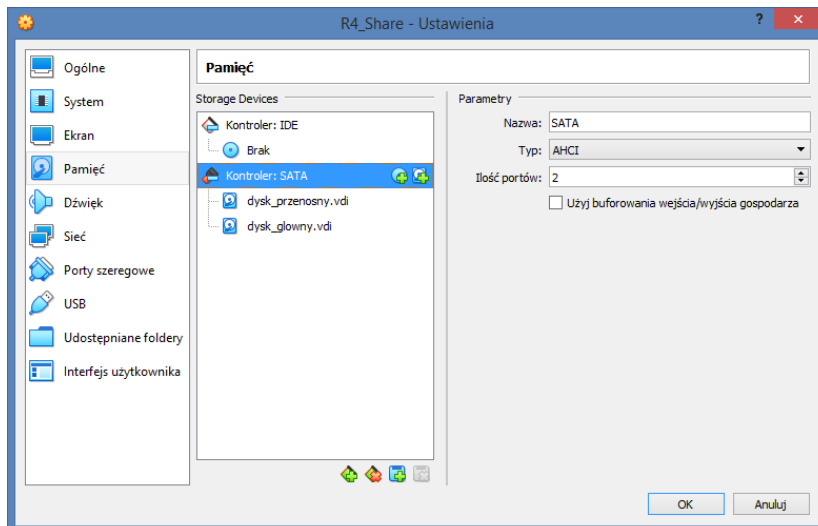 R4_Share - Ustawienia
?
Ogólne
System
Ekran
Pamięć
Dźwięk
Sieć
Porty szeregowe
USB
Udostępniane foldery
Interfejs użytkownika
Pamięć
Storage Devices
Kontroler: IDE
Brak
Kontroler: SATA
dysk_przenosny.vdi
dysk_glowny.vdi
Parametry
Nazwa: SATA
Typ: AHCI
Ilość portów: 2
Użyj buforowania wejścia/wyjścia gospodarza
OK Anuluj